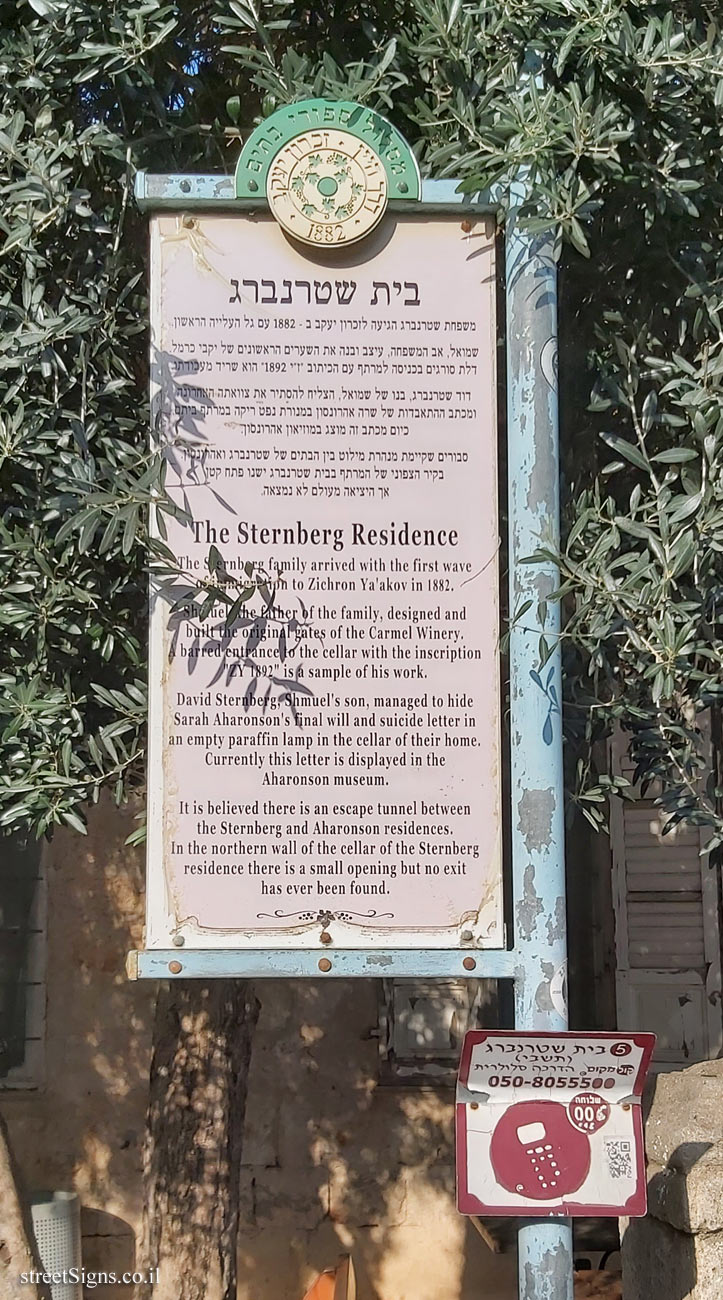 מסלול סיפורי בתים
זכרון יעקב · דרך היין
1882
בית שטרנברג
משפחת שטרנברג הגיעה לזכרון יעקב ב - 1882 עם גל העלייה הראשון.
שמואל, אב המשפחה, עיצב ובנה את השערים הראשונים של יקבי כרמל.
דלת סורגים בכניסה למרתף עם הכיתוב "ז"י 1892" הוא שריד מעבודתו.
דוד שטרנברג, בנו של שמואל, הצליח להסתיר את צוואתה האחרונה
ומכתב ההתאבדות של שרה אהרונסון במנורת נפט ריקה במרתף ביתם.
כיום מכתב זה מוצג במוזיאון אהרונסון.
סבורים שקיימת מנהרת מילוט בין הבתים של שטרנברג ואהרונסון.
בקיר הצפוני של המרתף בבית שטרנברג ישנו פתח קטן
אך היציאה מעולם לא נמצאה.
The Sternberg Residence
The Sternberg family arrived with the first wave
of immigration to Zichron Ya'akov in 1882.
Shmuel, the father of the family, designed and
built the original gates of the Carmel Winery.
A barred entrance to the cellar with the inscription
"ZY 1892" is a sample of his work.
David Sternberg, Shmuel's son, managed to hide
Sarah Aharonson's final will and suicide letter in
an empty paraffin lamp in the cellar of their home.
Currently this letter is displayed in the
Aharonson museum.
It is believed there is an escape tunnel between
the Sternberg and Aharonson residences.
In the northern wall of the cellar of the Sternberg
residence there is a small opening but no exit
has ever been found.
5 בית שטרנברג
(תשבי)
קולמקום. הדרכה סלולרית
050-8055500
שלוחה
streetSigns.co.il